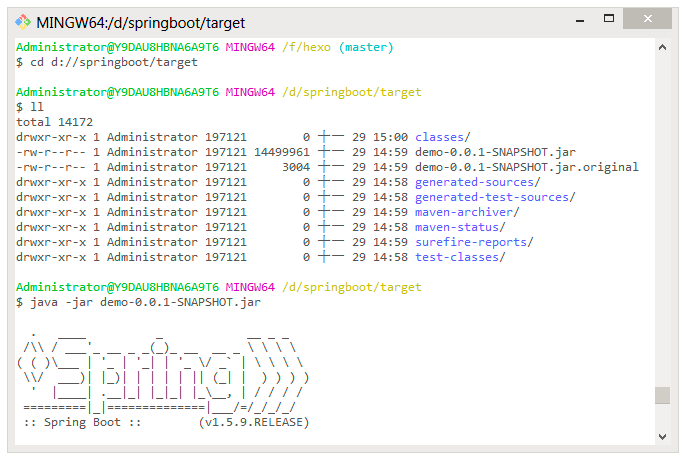 MINGW64:/d/springboot/target
Administrator@Y9DAU8HBNA6A9T6 MINGW64 /f/hexo (master)
$ cd d://springboot/target
Administrator@Y9DAU8HBNA6A9T6 MINGW64 /d/springboot/target
$ ll
total 14172
drwxr-xr-x 1 Administrator 197121        0 十一 29 15:00 classes/
-rw-r--r-- 1 Administrator 197121 14499961 十一 29 14:59 demo-0.0.1-SNAPSHOT.jar
-rw-r--r-- 1 Administrator 197121     3004 十一 29 14:59 demo-0.0.1-SNAPSHOT.jar.original
drwxr-xr-x 1 Administrator 197121        0 十一 29 14:58 generated-sources/
drwxr-xr-x 1 Administrator 197121        0 十一 29 14:58 generated-test-sources/
drwxr-xr-x 1 Administrator 197121        0 十一 29 14:59 maven-archiver/
drwxr-xr-x 1 Administrator 197121        0 十一 29 14:58 maven-status/
drwxr-xr-x 1 Administrator 197121        0 十一 29 14:59 surefire-reports/
drwxr-xr-x 1 Administrator 197121        0 十一 29 14:58 test-classes/
Administrator@Y9DAU8HBNA6A9T6 MINGW64 /d/springboot/target
$ java -jar demo-0.0.1-SNAPSHOT.jar
  .   ____          _            __ _ _
 /\\ / ___'_ __ _ _(_)_ __  __ _ \ \ \ \
( ( )\___ | '_ | '_| | '_ \/ _` | \ \ \ \
 \\/  ___)| |_)| | | | | || (_| |  ) ) ) )
  '  |____| .__|_| |_|_| |_\__, | / / / /
 =========|_|==============|___/=/_/_/_/
 :: Spring Boot ::        (v1.5.9.RELEASE)